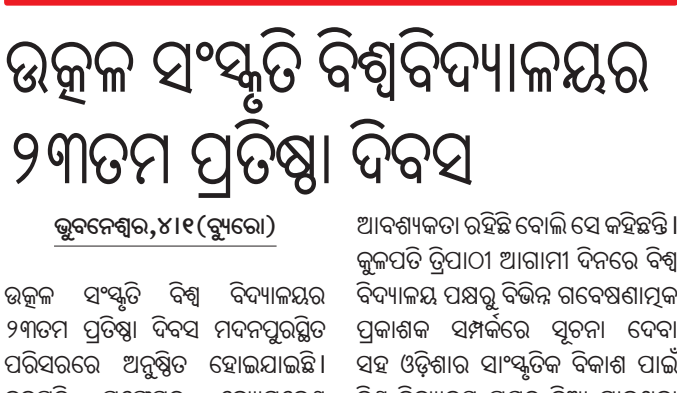 ଉତ୍କଳ ସଂସ୍କୃତି ବିଶ୍ୱବିଦ୍ୟାଳୟର
୨୩ତମ ପ୍ରତିଷ୍ଠା ଦିବସ
ଭୁବନେଶ୍ୱର,୪।୧(ବ୍ୟୁରୋ)
ଉତ୍କଳ ସଂସ୍କୃତି ବିଶ୍ୱ ବିଦ୍ୟାଳୟର
୨୩ତମ ପ୍ରତିଷ୍ଠା ଦିବସ ମଦନପୁରସ୍ଥିତ
ପରିସରରେ ଅନୁଷ୍ଠିତ ହୋଇଯାଇଛି।
ଆବଶ୍ୟକତା ରହିଛି ବୋଲି ସେ କହିଛନ୍ତି।
କୁଳପତି ତ୍ରିପାଠୀ ଆଗାମୀ ଦିନରେ ବିଶ୍ୱ
ବିଦ୍ୟାଳୟ ପକ୍ଷରୁ ବିଭିନ୍ନ ଗବେଷଣାତ୍ମକ
ପ୍ରକାଶକ ସମ୍ପର୍କରେ ସୂଚନା ଦେବା
ସହ ଓଡ଼ିଶାର ସାଂସ୍କୃତିକ ବିକାଶ ପାଇଁ